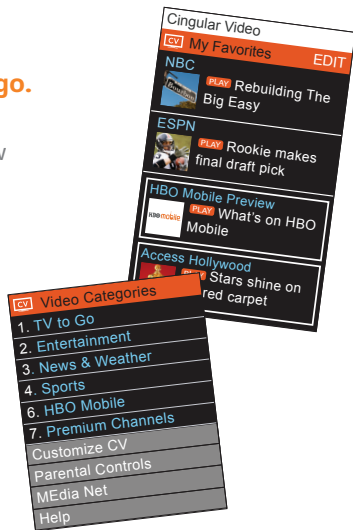 go.
Cingular Video
CV My Favorites EDIT
NBC
Bourbon
PLAY Rebuilding The
Big Easy
ESPN
PLAY Rookie makes
final draft pick
HBO Mobile Preview
HBO mobile
PLAY What's on HBO
Mobile
Access Hollywood
PLAY Stars shine on
red carpet
CV Video Categories
1. TV to Go
2. Entertainment
3. News & Weather
4. Sports
6. HBO Mobile
7. Premium Channels
Customize CV
Parental Controls
MEdia Net
Help